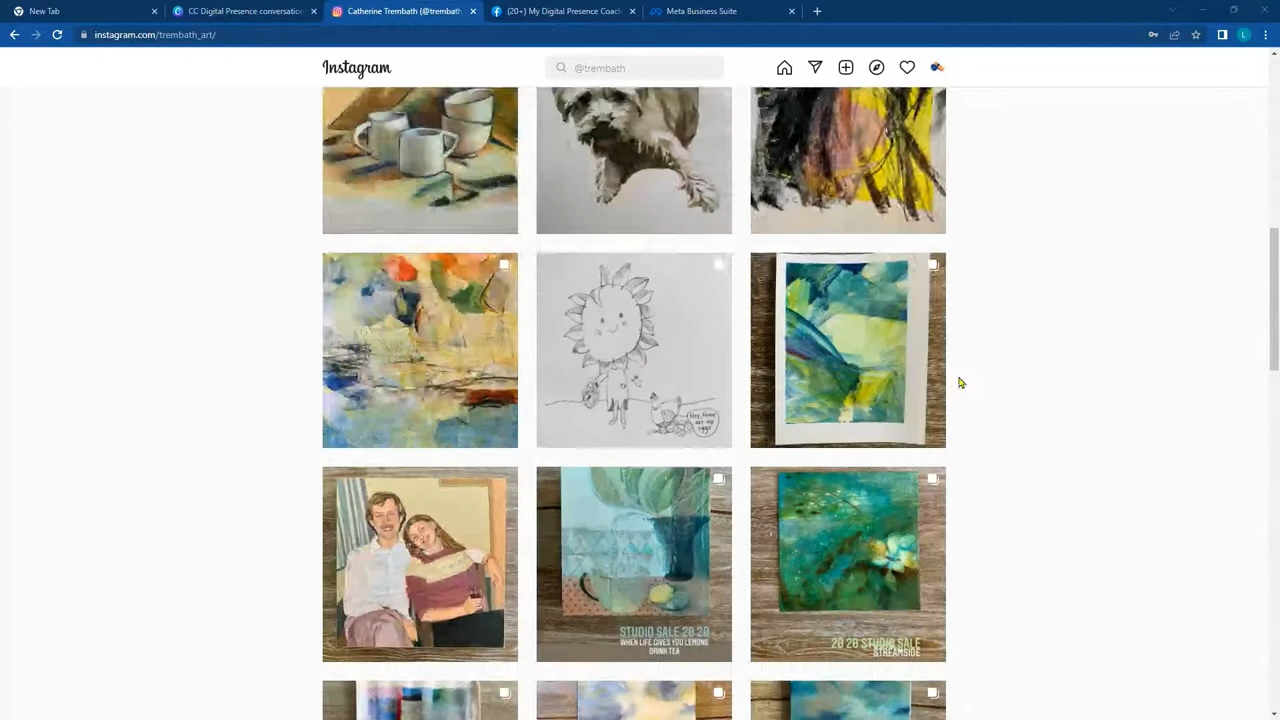 New Tab
CC Digital Presence conversation
Catherine Trembath (@trembath
(20+) My Digital Presence Coach
Meta Business Suite
instagram.com/trembath_art/
L
Instagram
@trembath
STUDIO SALE 20 20
WHEN LIFE GIVES YOU LEMONS
DRINK TEA
20 20 STUDIO SALE
STREAMSIDE